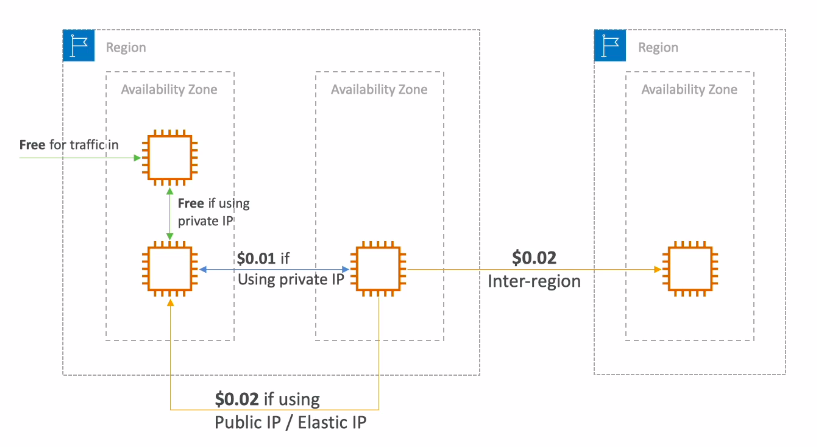 Region
Region
Availability Zone
Availability Zone
Availability Zone
Free for traffic in
Free if using
private IP
$0.01 if
Using private IP
$0.02
Inter-region
$0.02 if using
Public IP / Elastic IP